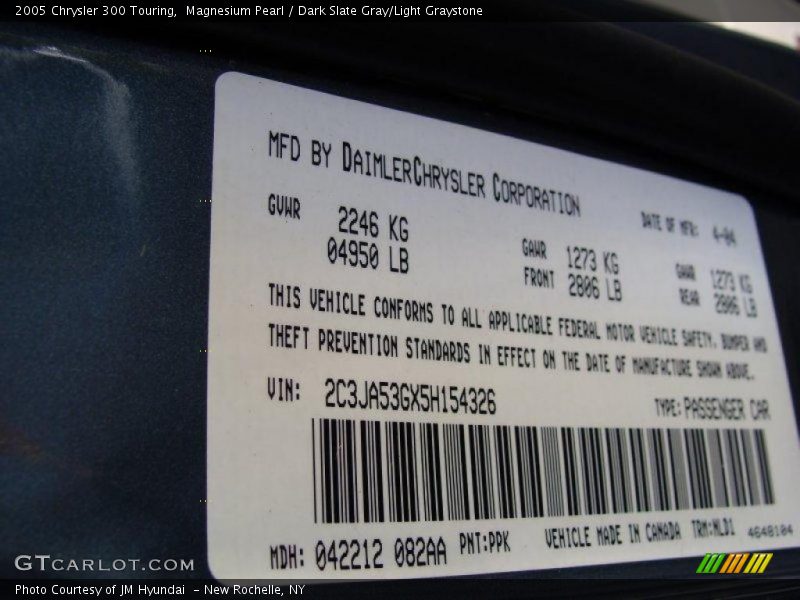 2005 Chrysler 300 Touring,  Magnesium Pearl / Dark Slate Gray/Light Graystone
MFD BY DAIMLERCHRYSLER CORPORATION
DATE OF MFR: 4-04
GVWR 2246 KG
04950 LB
GAWR FRONT 1273 KG
2806 LB
GAWR REAR 1273 KG
2806 LB
THIS VEHICLE CONFORMS TO ALL APPLICABLE FEDERAL MOTOR VEHICLE SAFETY, BUMPER AND
THEFT PREVENTION STANDARDS IN EFFECT ON THE DATE OF MANUFACTURE SHOWN ABOVE.
VIN: 2C3JA53GX5H154326
TYPE: PASSENGER CAR
MDH: 042212 082AA PNT:PPK VEHICLE MADE IN CANADA TRM:MLD1 4648104
GTCARLOT.COM
Photo Courtesy of JM Hyundai  - New Rochelle, NY